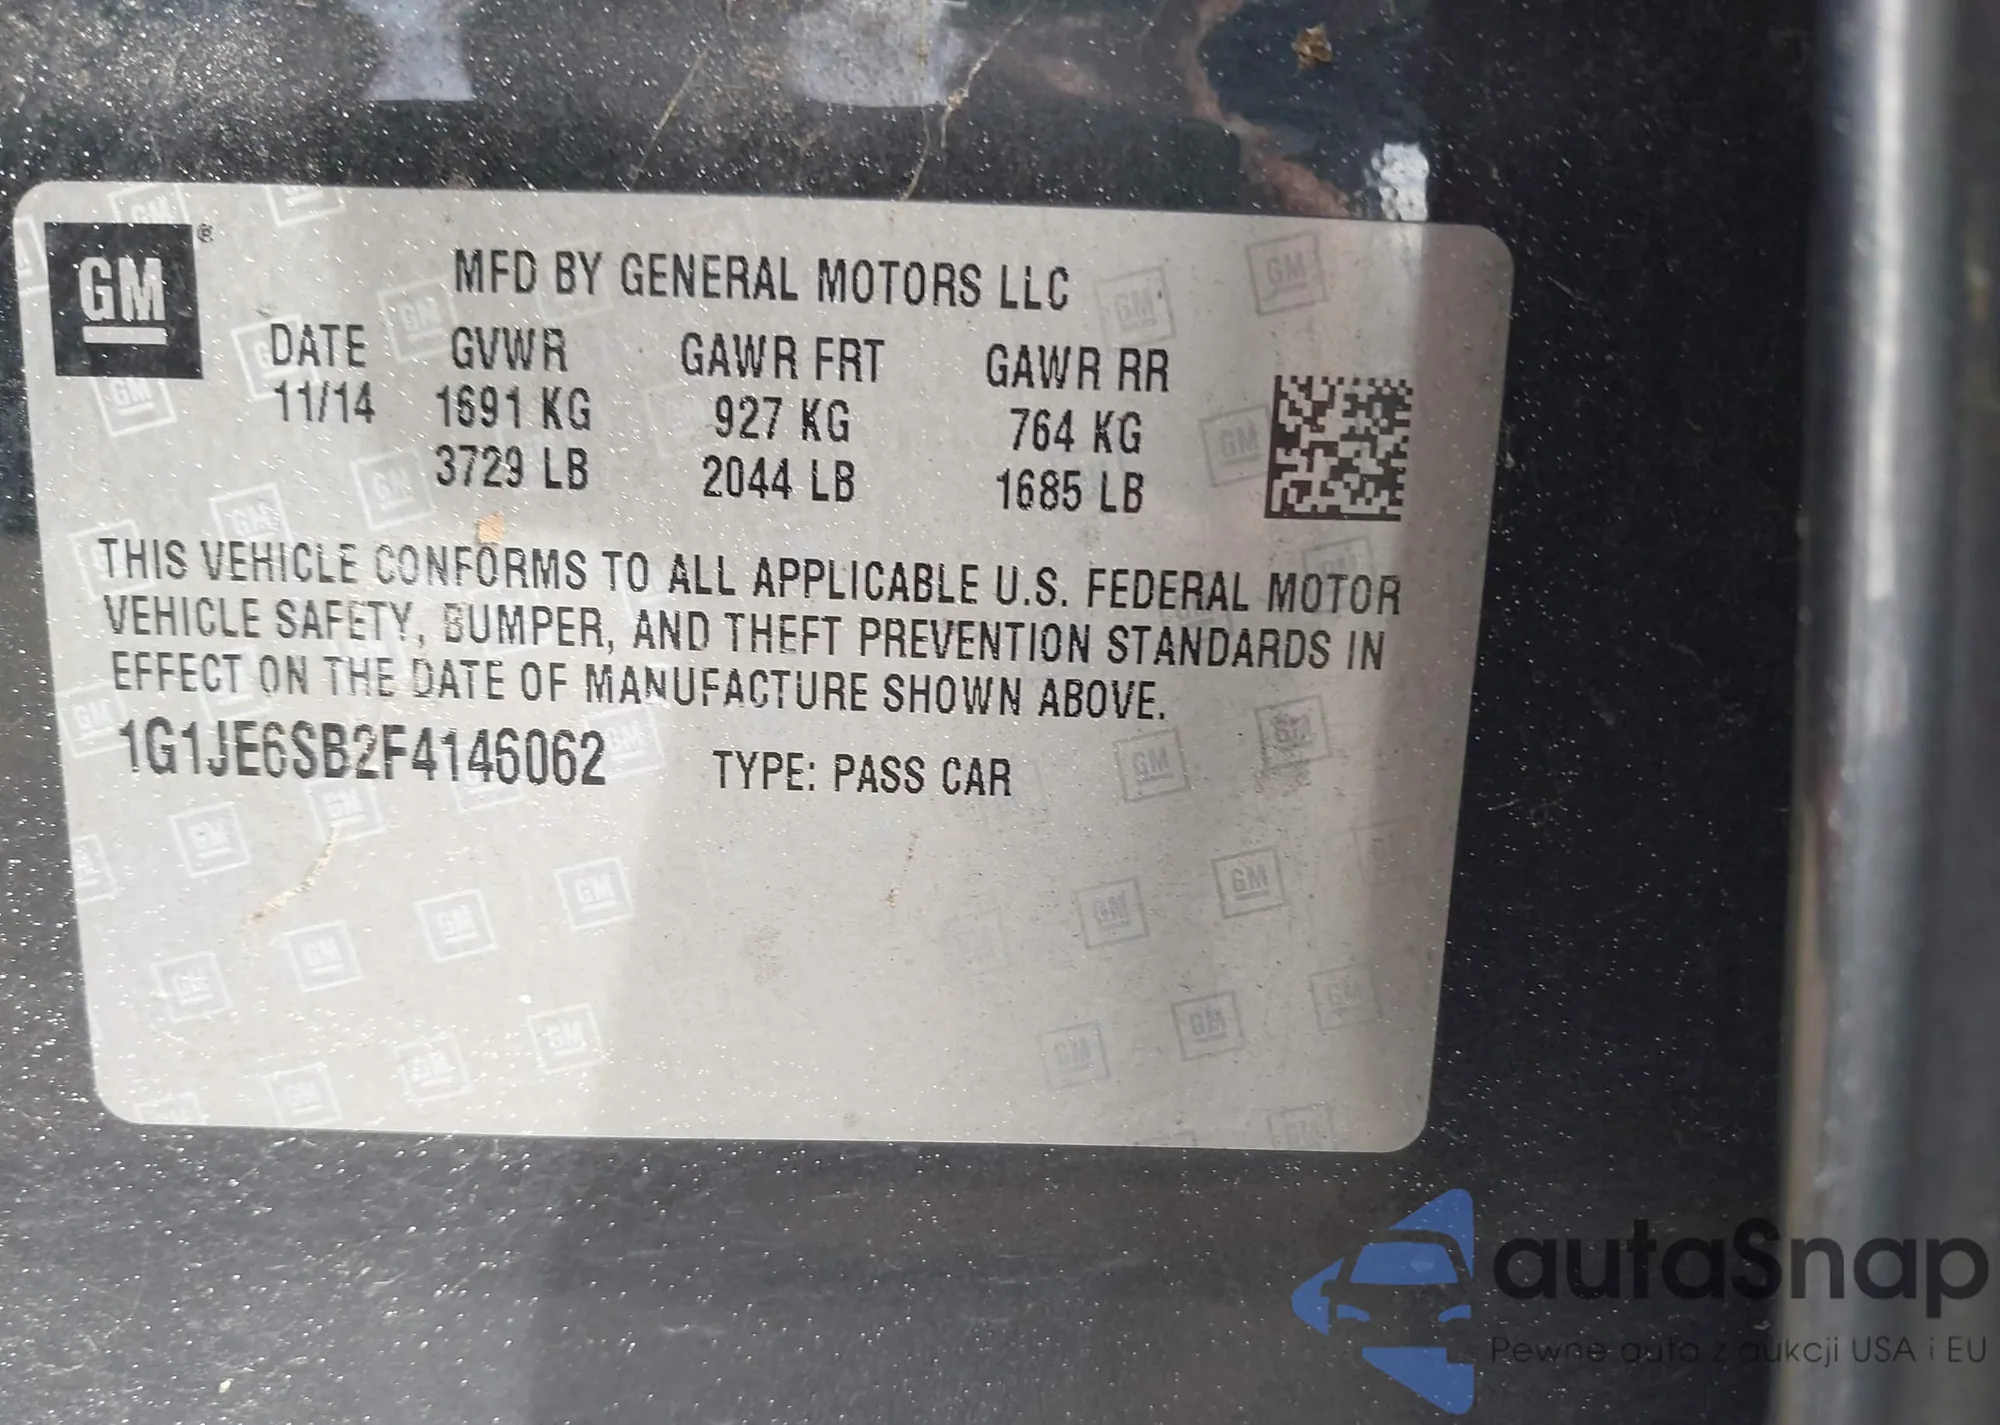 GM ®
MFD BY GENERAL MOTORS LLC
DATE GVWR GAWR FRT GAWR RR
11/14 1691 KG 927 KG 764 KG
3729 LB 2044 LB 1685 LB
THIS VEHICLE CONFORMS TO ALL APPLICABLE U.S. FEDERAL MOTOR
VEHICLE SAFETY, BUMPER, AND THEFT PREVENTION STANDARDS IN
EFFECT ON THE DATE OF MANUFACTURE SHOWN ABOVE.
1G1JE6SB2F4146062 TYPE: PASS CAR
autaSnap
Pewne auta z aukcji USA i EU